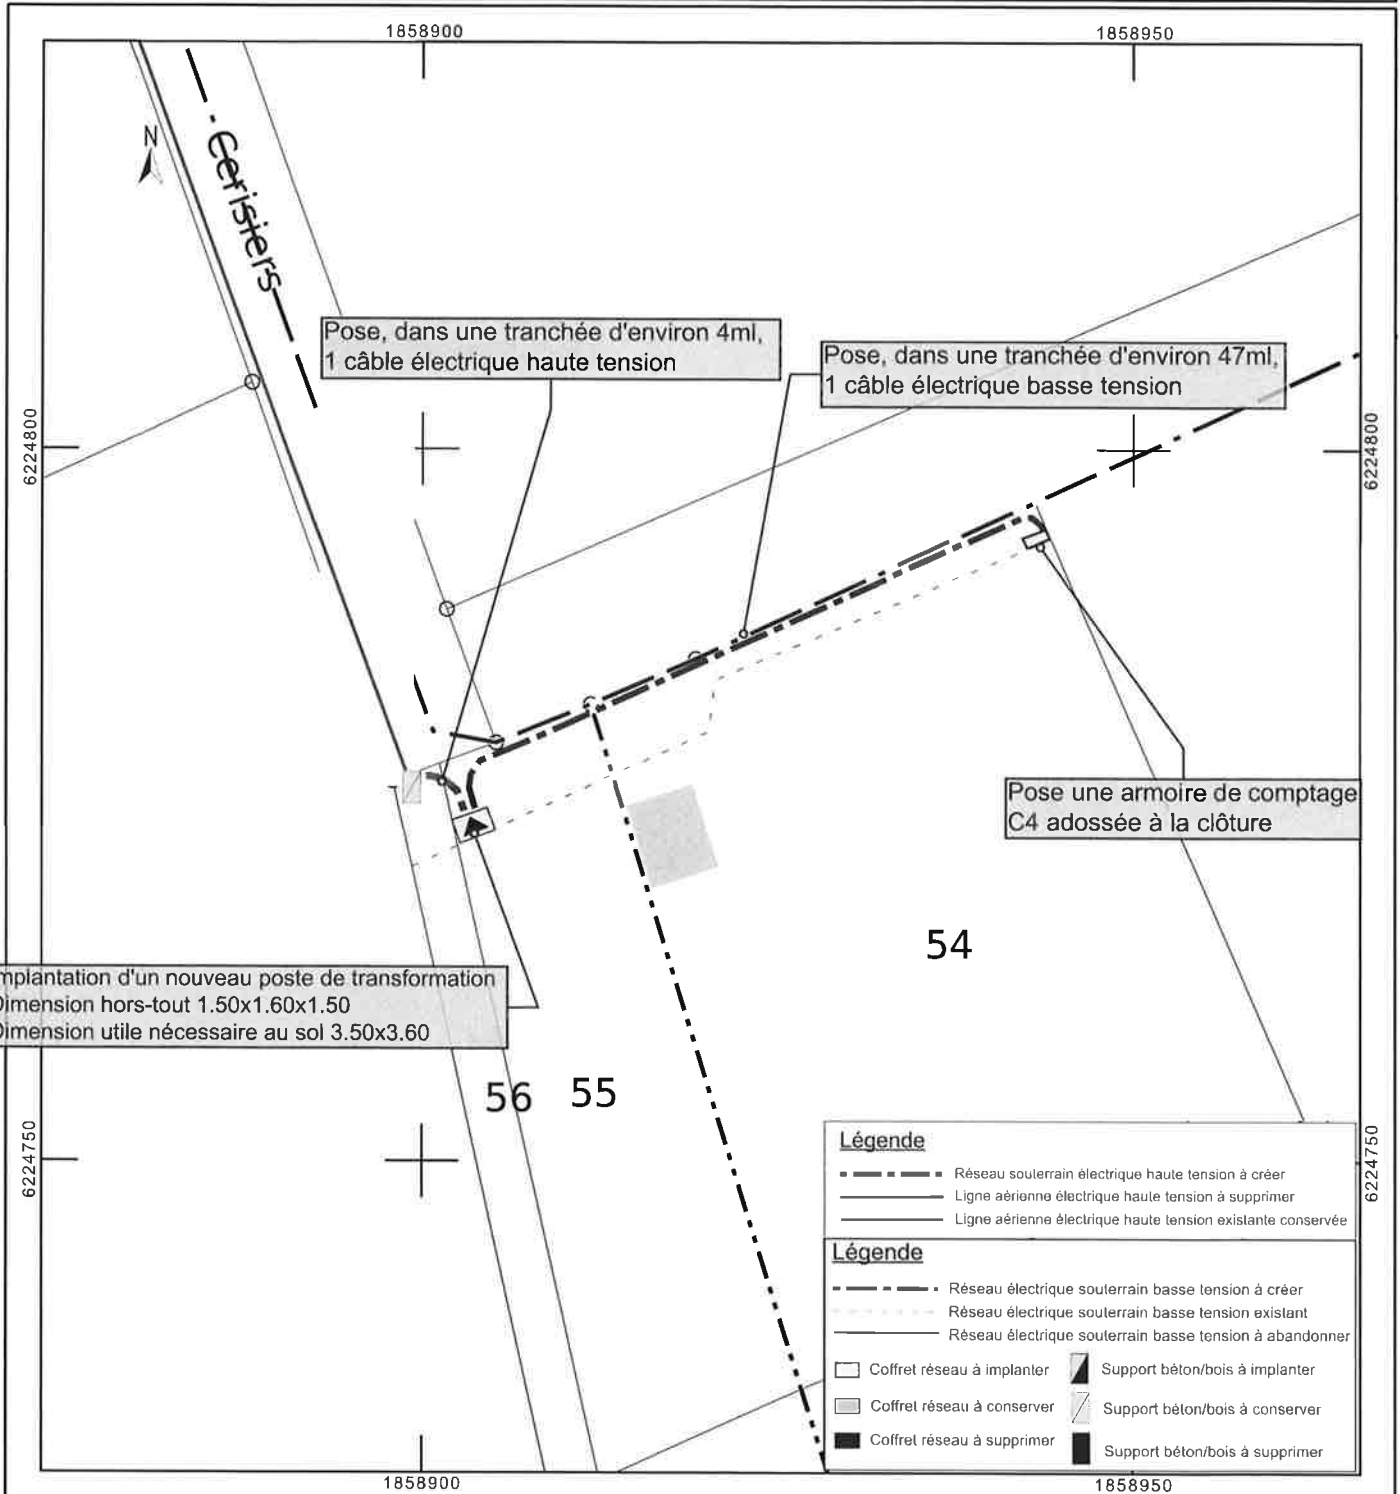 1858900
1858950
N
Cerisiers
Pose, dans une tranchée d'environ 4ml,
1 câble électrique haute tension
Pose, dans une tranchée d'environ 47ml,
1 câble électrique basse tension
6224800
6224800
Pose une armoire de comptage
C4 adossée à la clôture
54
mplantation d'un nouveau poste de transformation
Dimension hors-tout 1.50x1.60x1.50
Dimension utile nécessaire au sol 3.50x3.60
56
55
6224750
6224750
Légende
Réseau souterrain électrique haute tension à créer
Ligne aérienne électrique haute tension à supprimer
Ligne aérienne électrique haute tension existante conservée
Légende
Réseau électrique souterrain basse tension à créer
Réseau électrique souterrain basse tension existant
Réseau électrique souterrain basse tension à abandonner
Coffret réseau à implanter
Support béton/bois à implanter
Coffret réseau à conserver
Support béton/bois à conserver
Coffret réseau à supprimer
Support béton/bois à supprimer
1858900
1858950